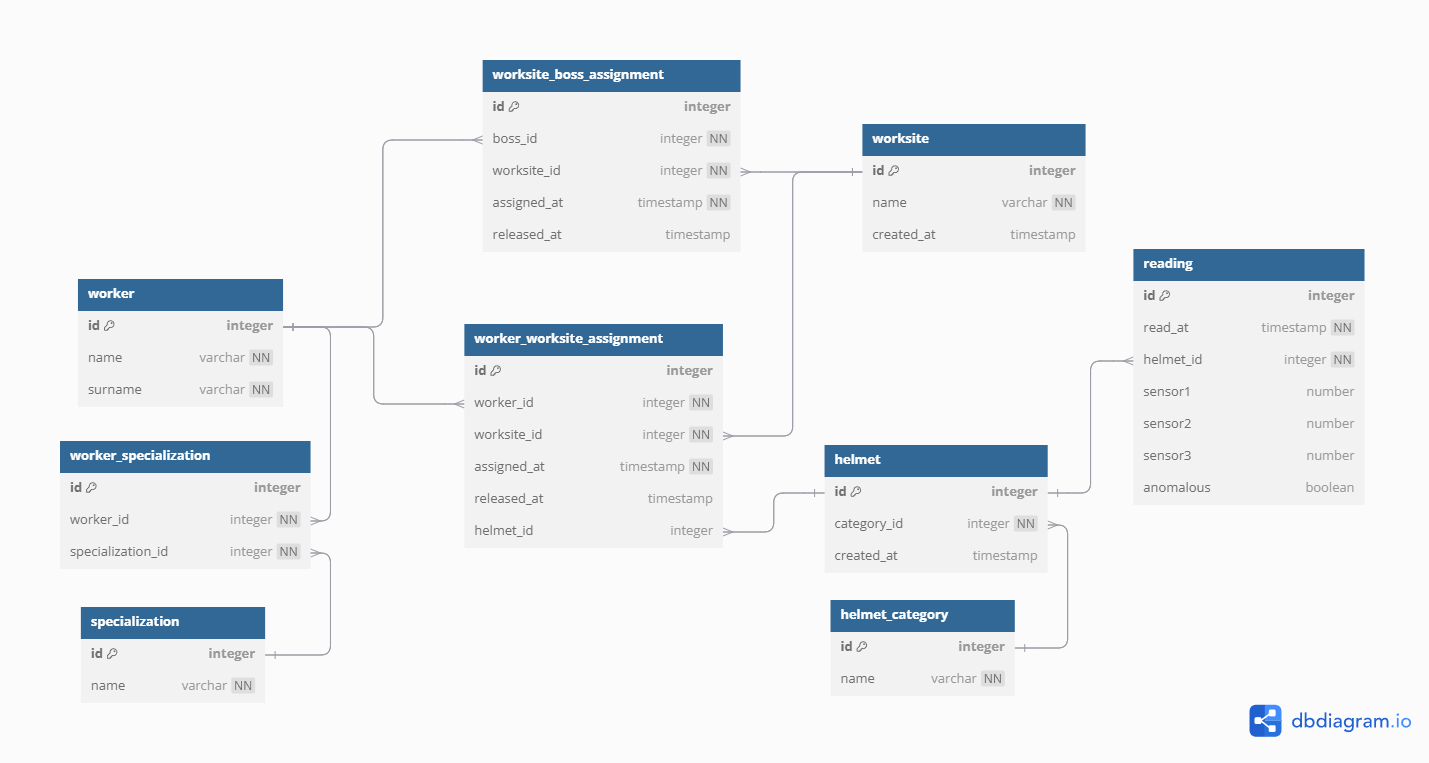 worksite_boss_assignment
id integer
boss_id integer NN
worksite_id integer NN
assigned_at timestamp NN
released_at timestamp
worksite
id integer
name varchar NN
created_at timestamp
reading
id integer
read_at timestamp NN
helmet_id integer NN
sensor1 number
sensor2 number
sensor3 number
anomalous boolean
worker
id integer
name varchar NN
surname varchar NN
worker_worksite_assignment
id integer
worker_id integer NN
worksite_id integer NN
assigned_at timestamp NN
released_at timestamp
helmet_id integer
worker_specialization
id integer
worker_id integer NN
specialization_id integer NN
helmet
id integer
category_id integer NN
created_at timestamp
specialization
id integer
name varchar NN
helmet_category
id integer
name varchar NN
dbdiagram.io